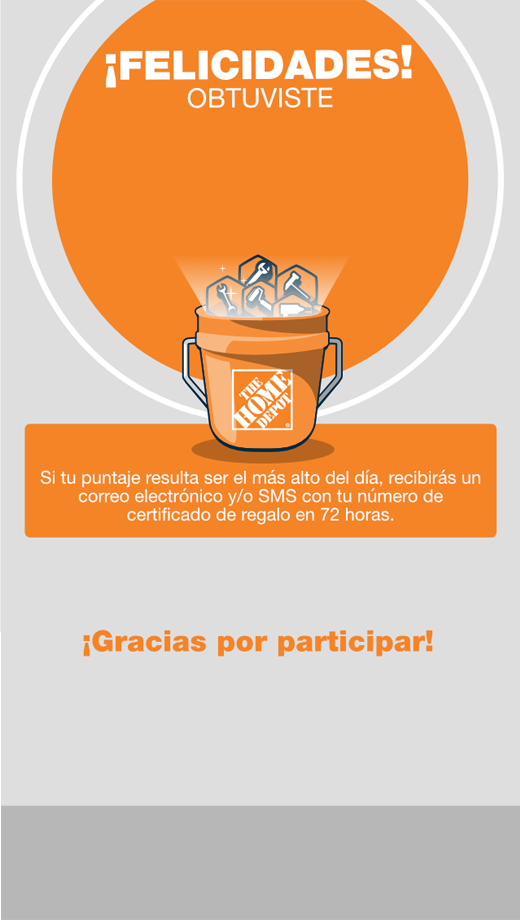 ¡FELICIDADES!
OBTUVISTE
THE
HOME
DEPOT
®
Si tu puntaje resulta ser el más alto del día, recibirás un
correo electrónico y/o SMS con tu número de
certificado de regalo en 72 horas.
¡Gracias por participar!